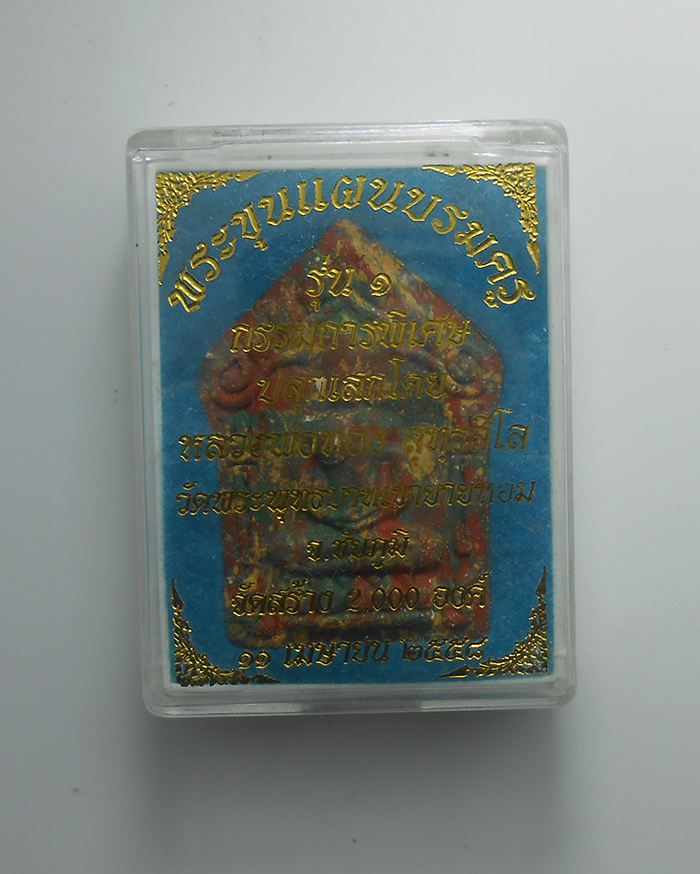 พระขุนแผนบรมครู
รุ่น ๑
กรรมการพิเศษ
ปลุกเสกโดย
หลวงพ่อทอง สุทธสีโล
วัดพระพุทธบาทเขายายหอม
จ.ชัยภูมิ
จัดสร้าง 2,000 องค์
๑๑ เมษายน ๒๕๕๘